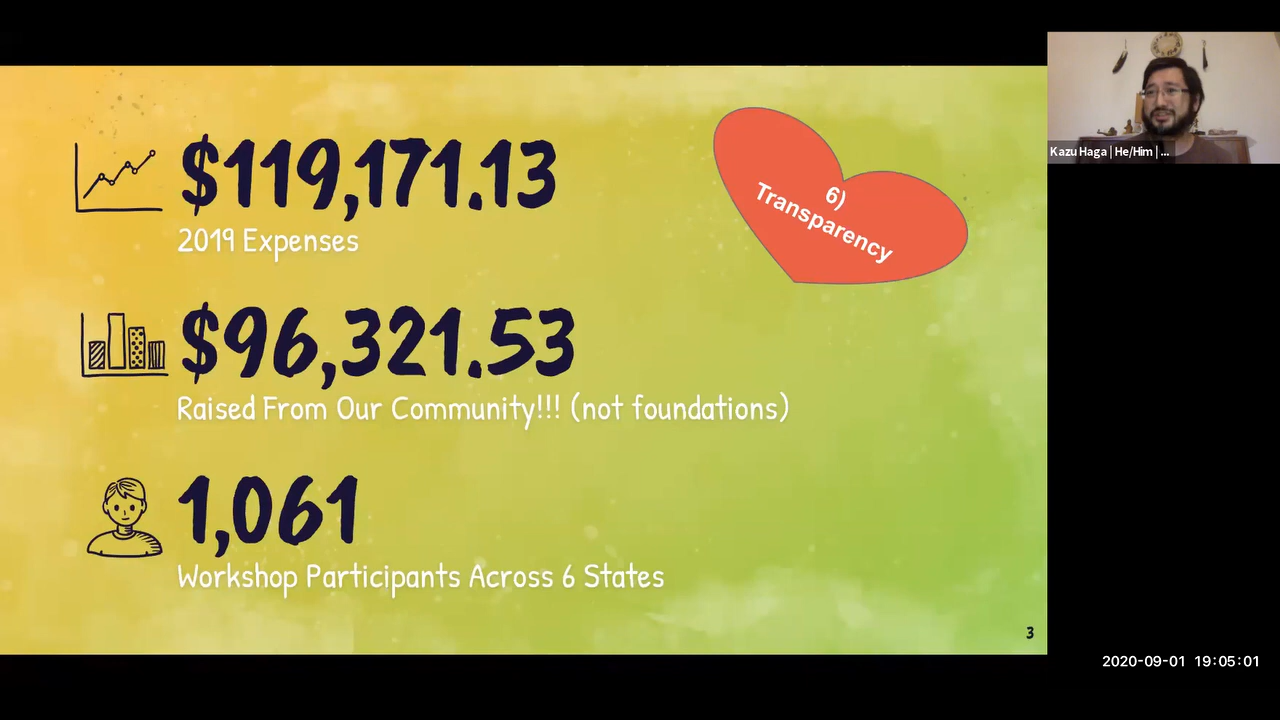 $119,171.13
2019 Expenses
6)
Transparency
$96,321.53
Raised From Our Community!!! (not foundations)
1,061
Workshop Participants Across 6 States
3
Kazu Haga | He/Him | ...
2020-09-01 19:05:01